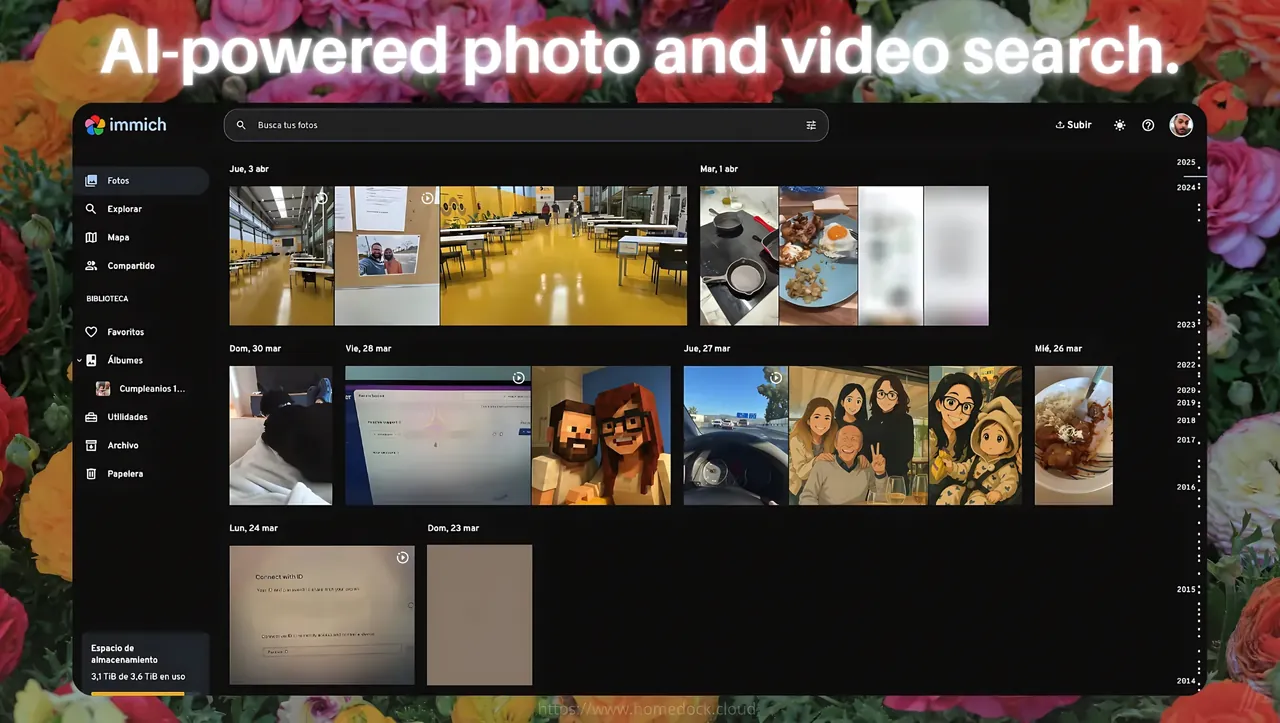 AI-powered photo and video search.
immich
Busca tus fotos
Subir
Fotos
Explorar
Mapa
Compartido
BIBLIOTECA
Favoritos
Álbumes
Cumpleanios 1...
Utilidades
Archivo
Papelera
Espacio de
almacenamiento
3,1 TiB de 3,6 TiB en uso
Jue, 3 abr
Mar, 1 abr
Dom, 30 mar
Vie, 28 mar
Jue, 27 mar
Mié, 26 mar
Lun, 24 mar
Dom, 23 mar
Connect with ID
2025
2024
2023
2022
2020
2019
2018
2017
2016
2015
2014
https://www.homedock.cloud